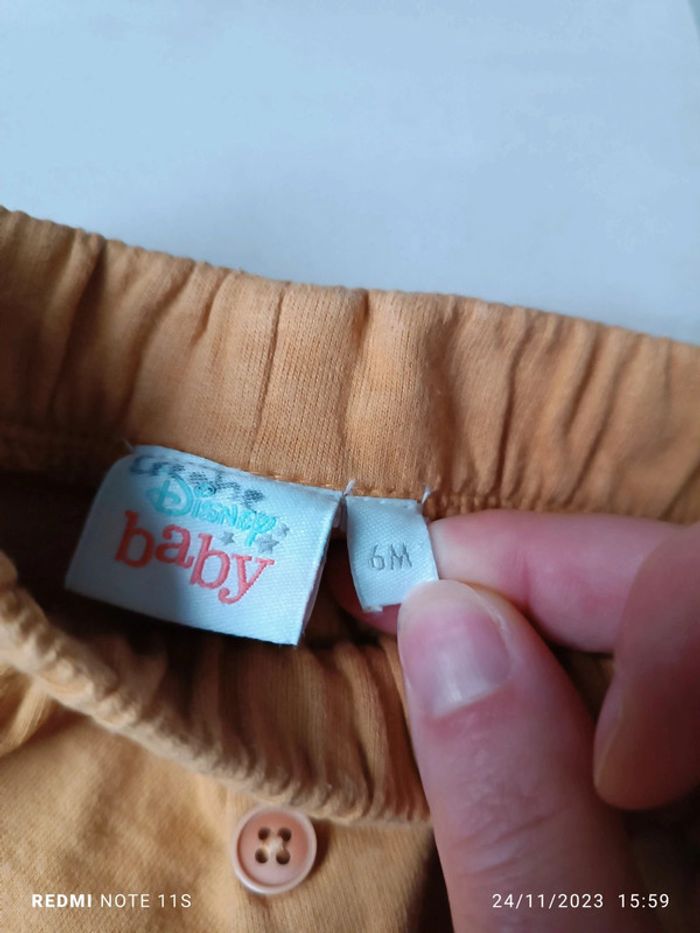 Disney
baby
6M
REDMI NOTE 11S
24/11/2023 15:59